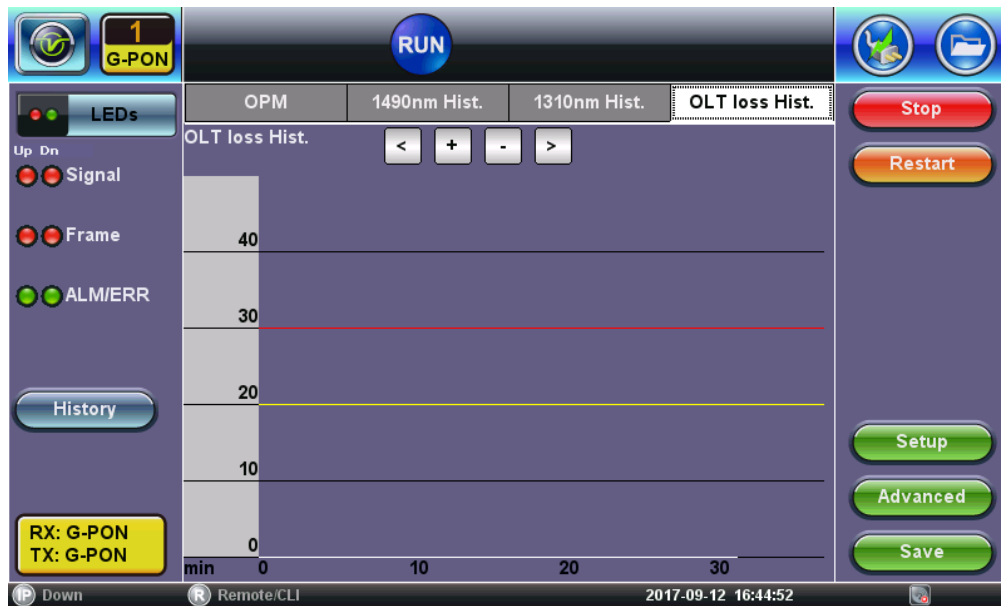 1
G-PON
RUN
LEDs
OPM
1490nm Hist.
1310nm Hist.
OLT loss Hist.
Stop
Up Dn
OLT loss Hist.
<
+
-
>
Restart
Signal
Frame
ALM/ERR
History
40
30
20
10
0
min
0
10
20
30
Setup
Advanced
Save
RX: G-PON
TX: G-PON
IP Down
R Remote/CLI
2017-09-12 16:44:52